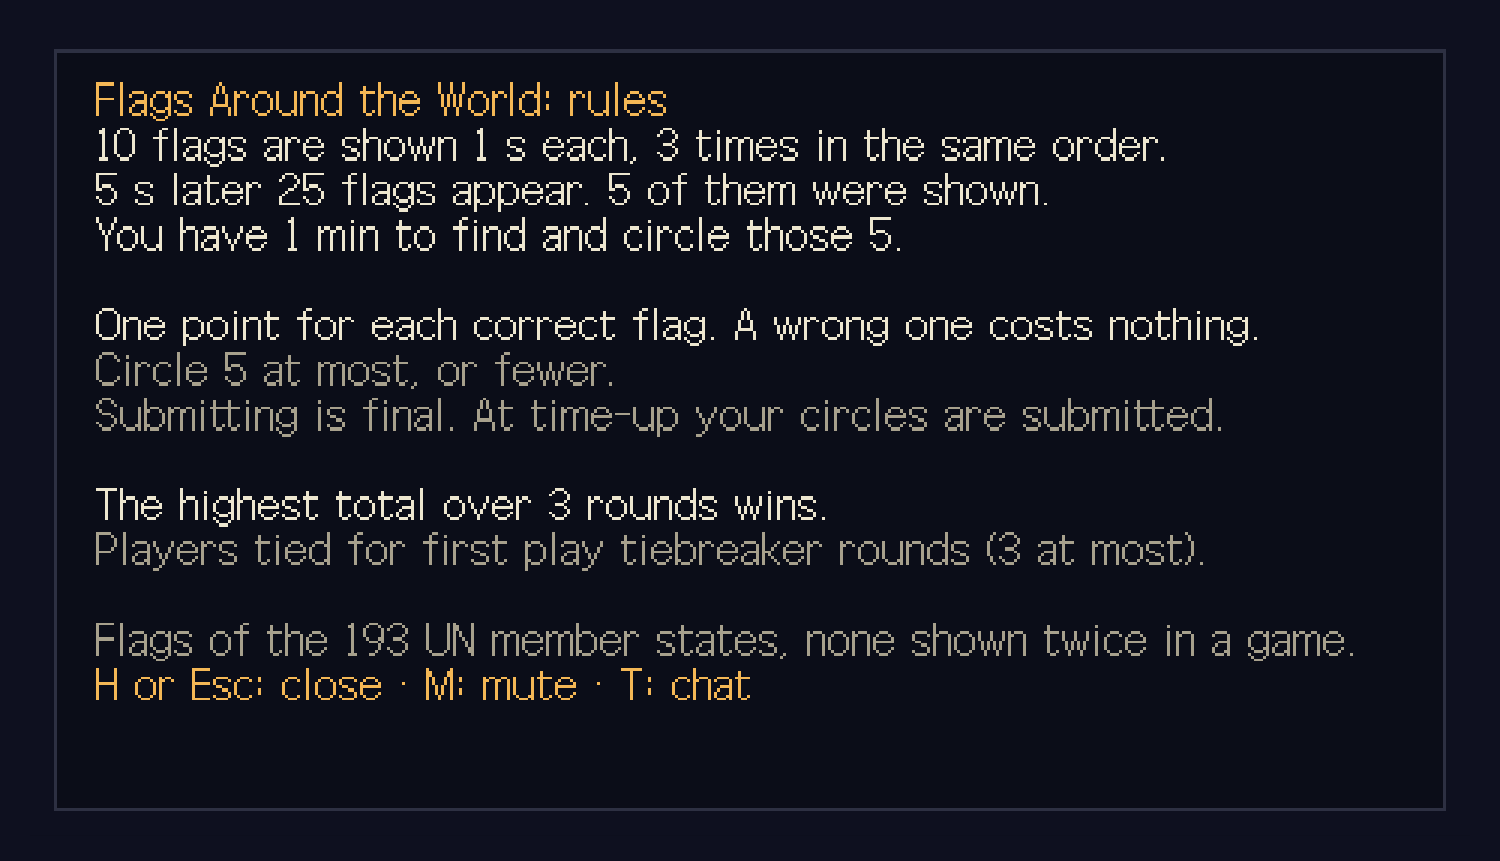 Flags Around the World: rules
10 flags are shown 1 s each, 3 times in the same order.
5 s later 25 flags appear. 5 of them were shown.
You have 1 min to find and circle those 5.
One point for each correct flag. A wrong one costs nothing.
Circle 5 at most, or fewer.
Submitting is final. At time-up your circles are submitted.
The highest total over 3 rounds wins.
Players tied for first play tiebreaker rounds (3 at most).
Flags of the 193 UN member states, none shown twice in a game.
H or Esc: close · M: mute · T: chat